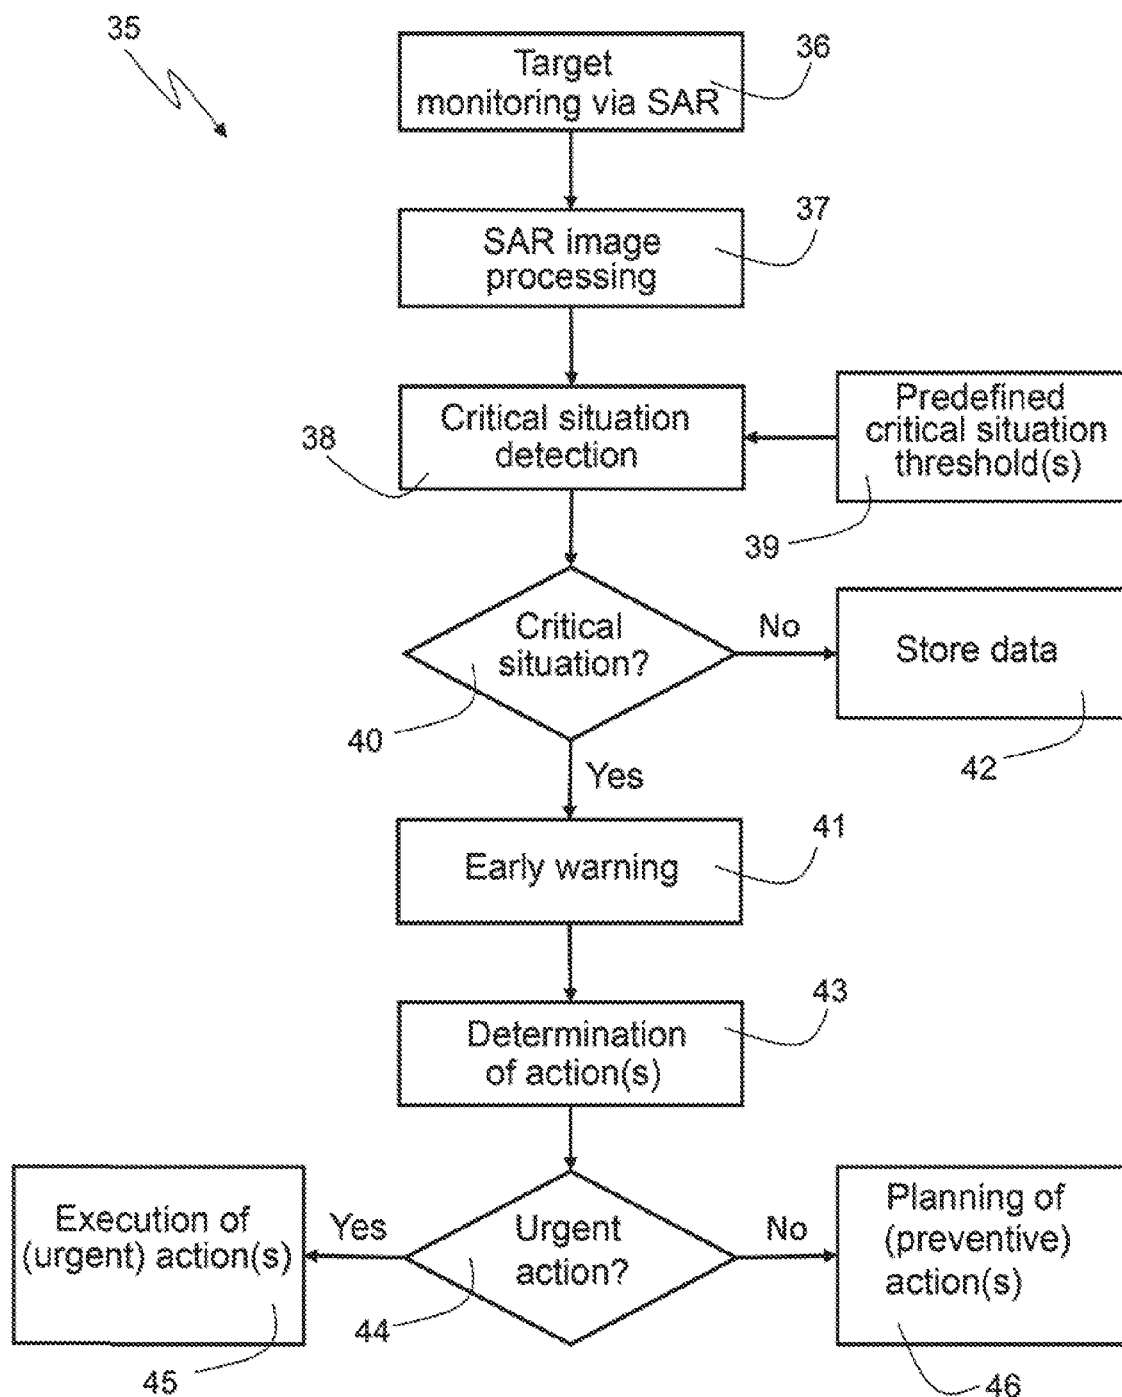 35
Target
monitoring via SAR
36
SAR image
processing
37
Critical situation
detection
38
Predefined
critical situation
threshold(s)
39
Critical
situation?
40
No
Store data
42
Yes
Early warning
41
Determination
of action(s)
43
Urgent
action?
44
Yes
Execution of
(urgent) action(s)
45
No
Planning of
(preventive)
action(s)
46